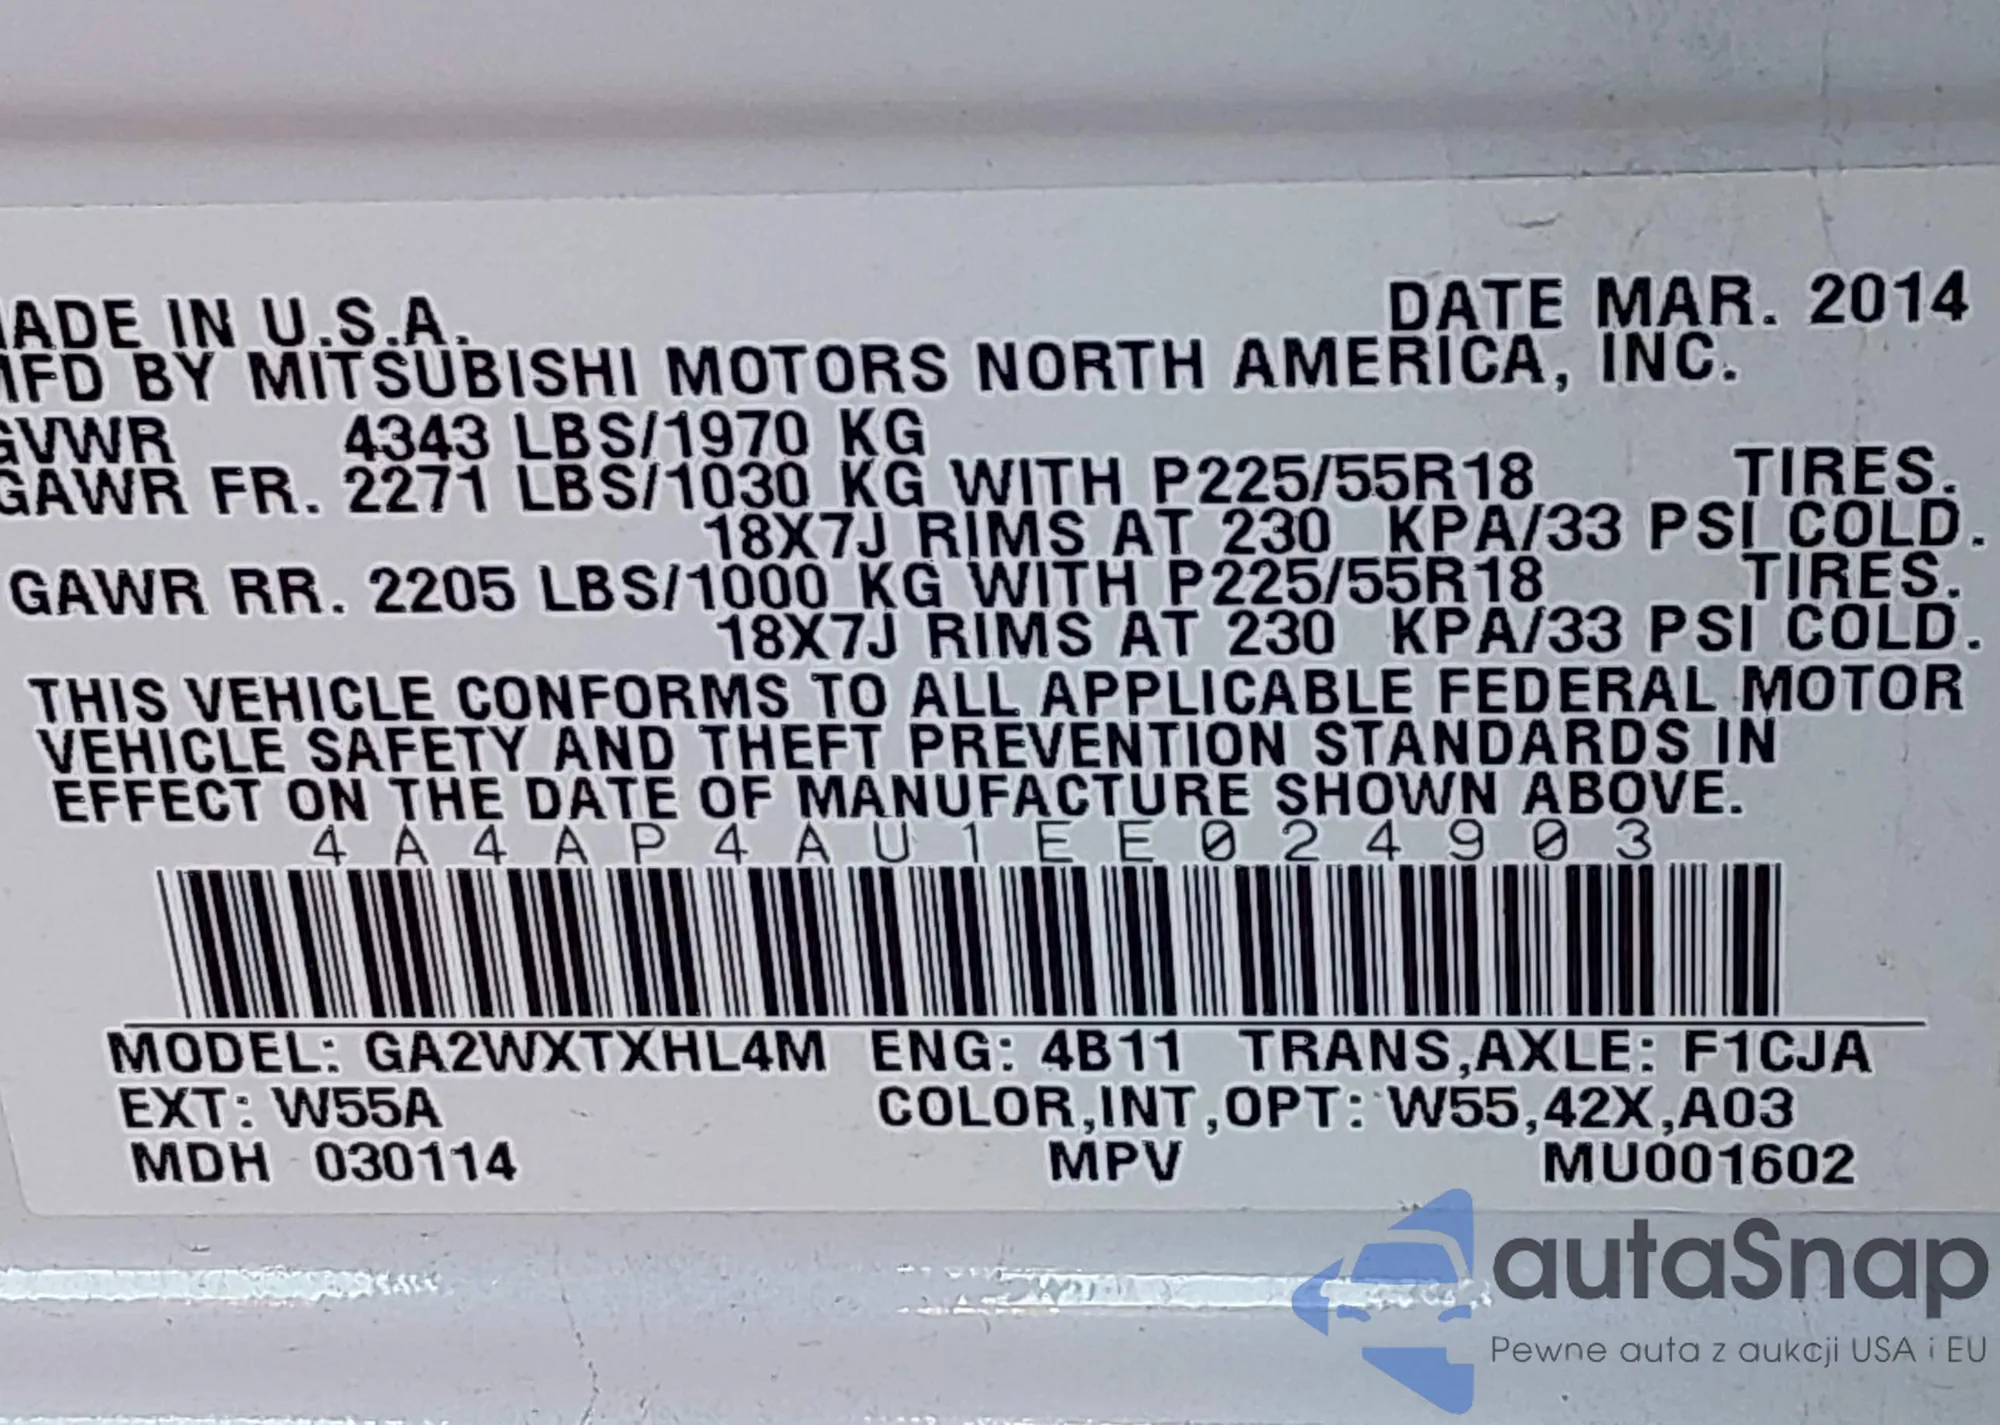 ADE IN U.S.A.
DATE MAR. 2014
MFD BY MITSUBISHI MOTORS NORTH AMERICA, INC.
GVWR 4343 LBS/1970 KG
GAWR FR. 2271 LBS/1030 KG WITH P225/55R18 TIRES.
18X7J RIMS AT 230 KPA/33 PSI COLD.
GAWR RR. 2205 LBS/1000 KG WITH P225/55R18 TIRES.
18X7J RIMS AT 230 KPA/33 PSI COLD.
THIS VEHICLE CONFORMS TO ALL APPLICABLE FEDERAL MOTOR
VEHICLE SAFETY AND THEFT PREVENTION STANDARDS IN
EFFECT ON THE DATE OF MANUFACTURE SHOWN ABOVE.
4A4AP4AU1EE024903
MODEL: GA2WXTXHL4M ENG: 4B11 TRANS,AXLE: F1CJA
EXT: W55A COLOR,INT,OPT: W55,42X,A03
MDH 030114 MPV MU001602
autaSnap
Pewne auta z aukcji USA i EU